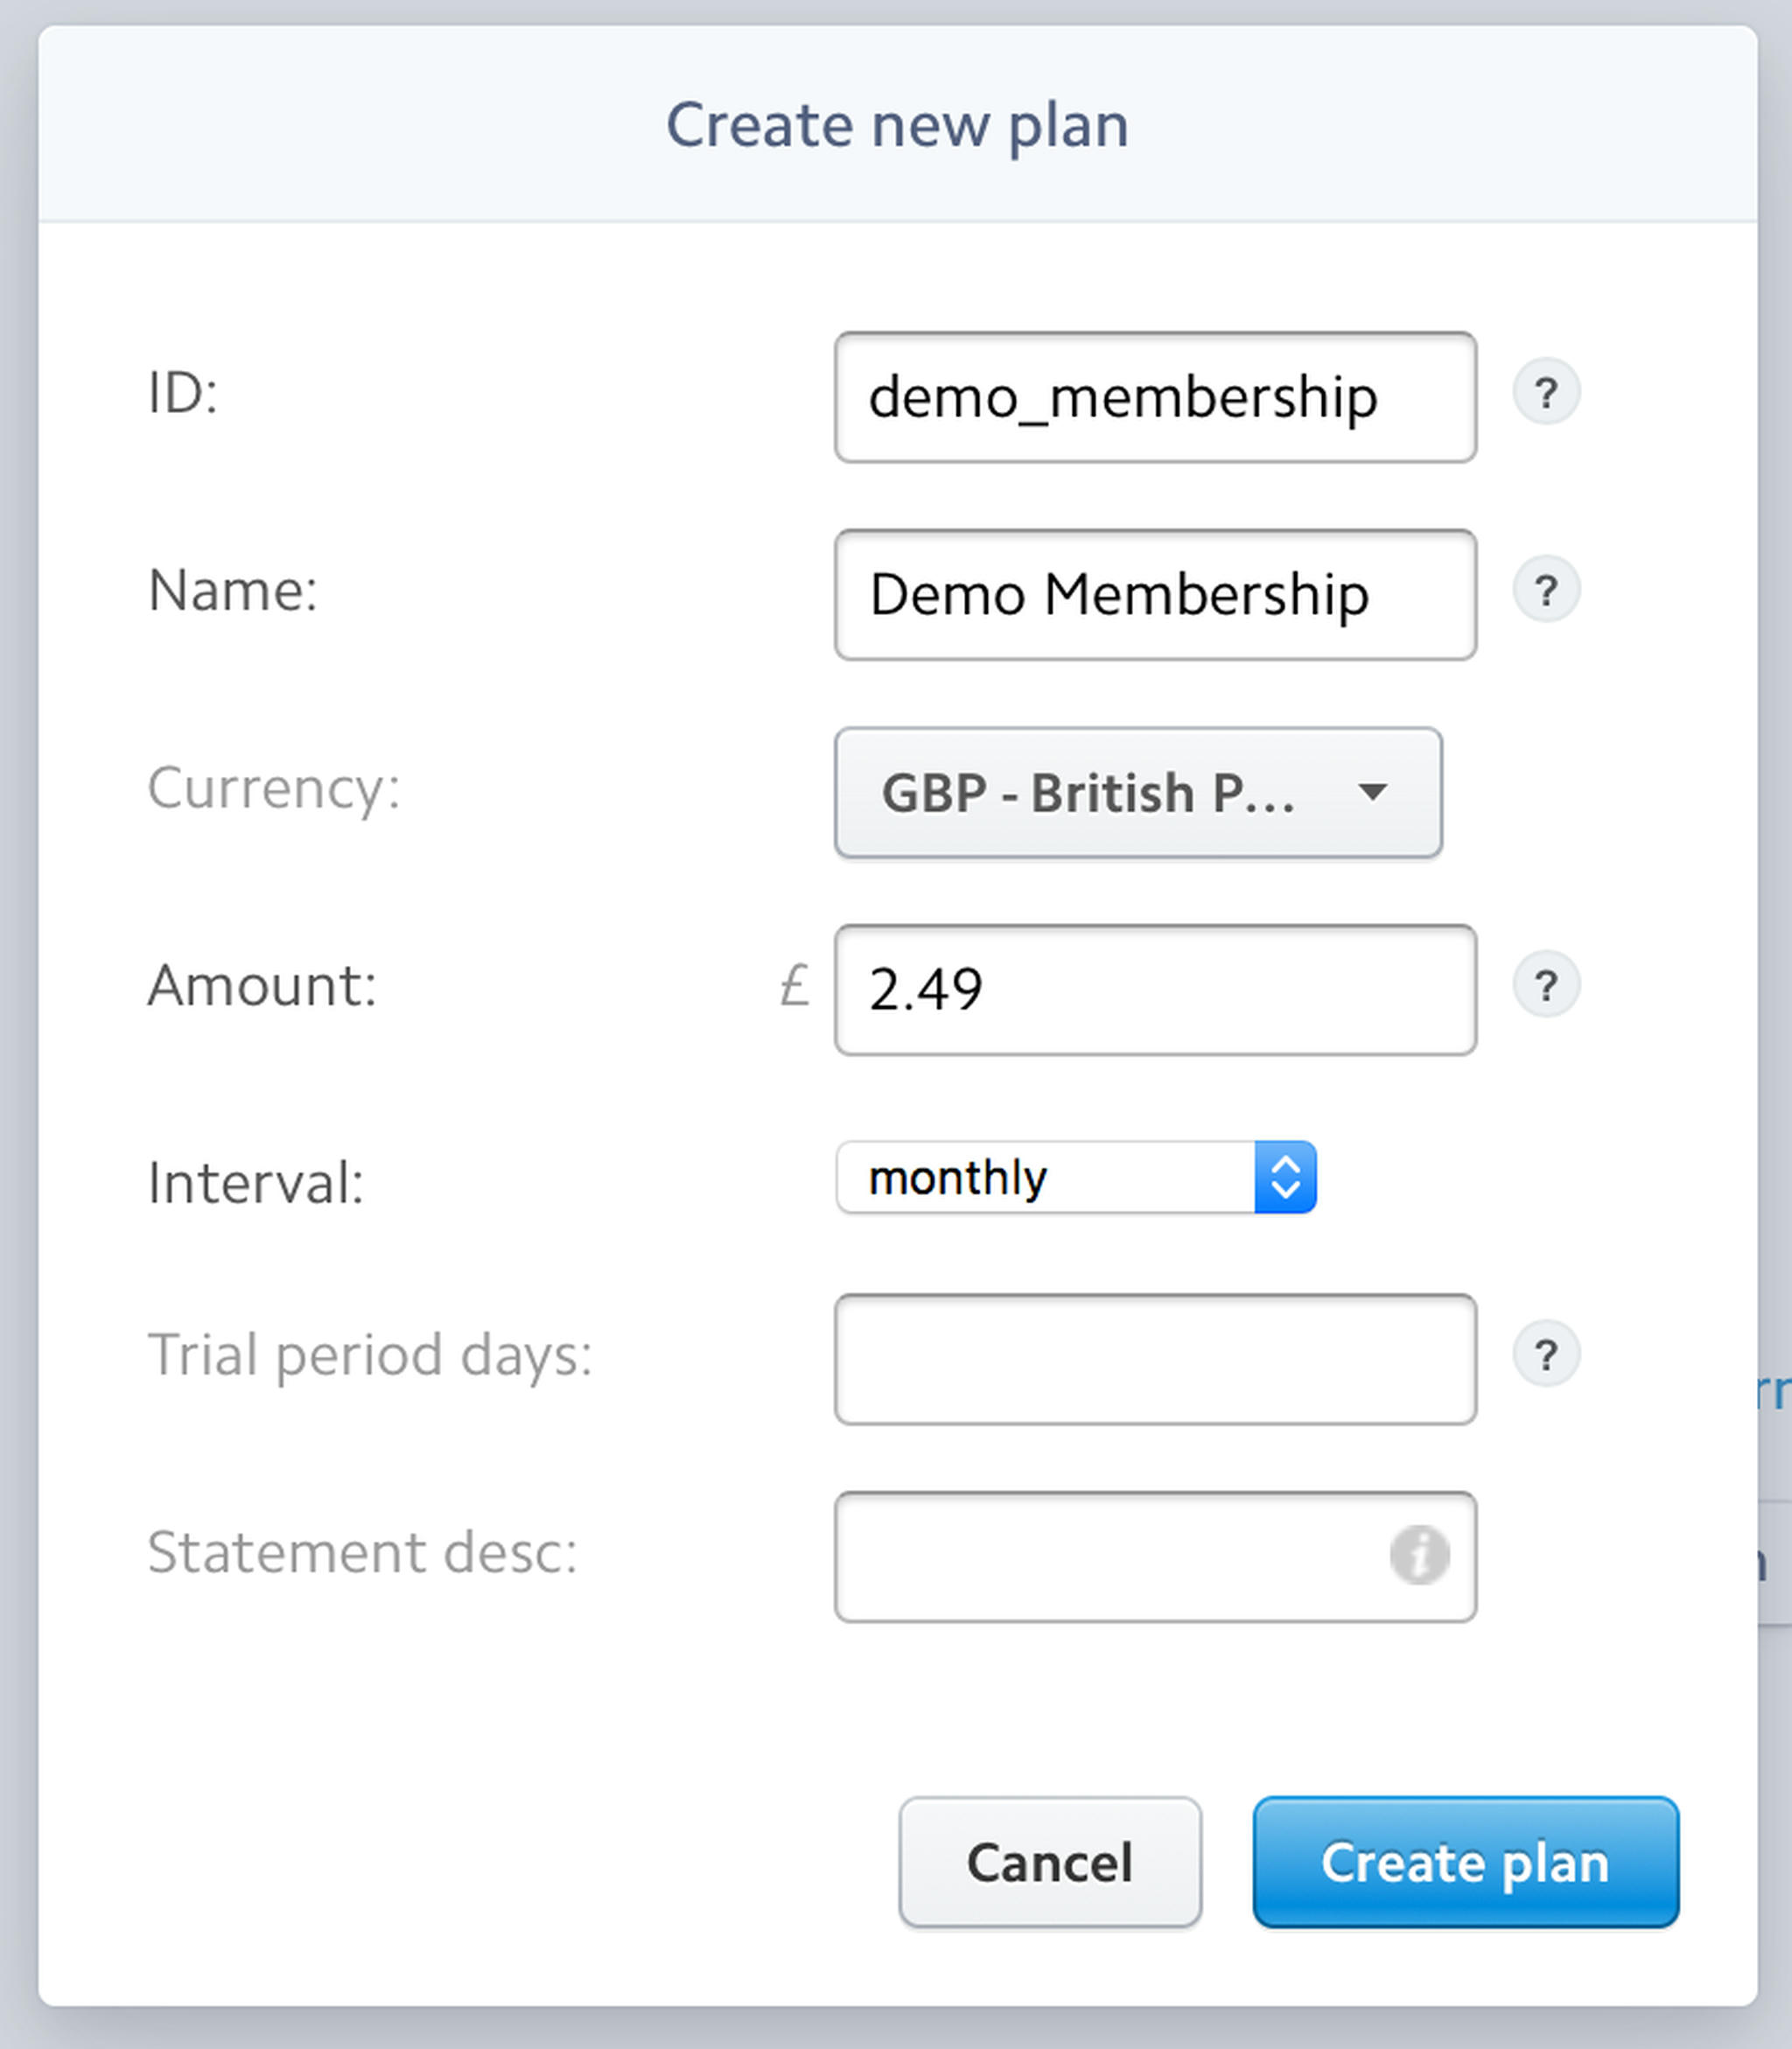 Create new plan
ID: demo_membership ?
Name: Demo Membership ?
Currency: GBP - British P...
Amount: £ 2.49 ?
Interval: monthly
Trial period days: ?
Statement desc: i
Cancel Create plan